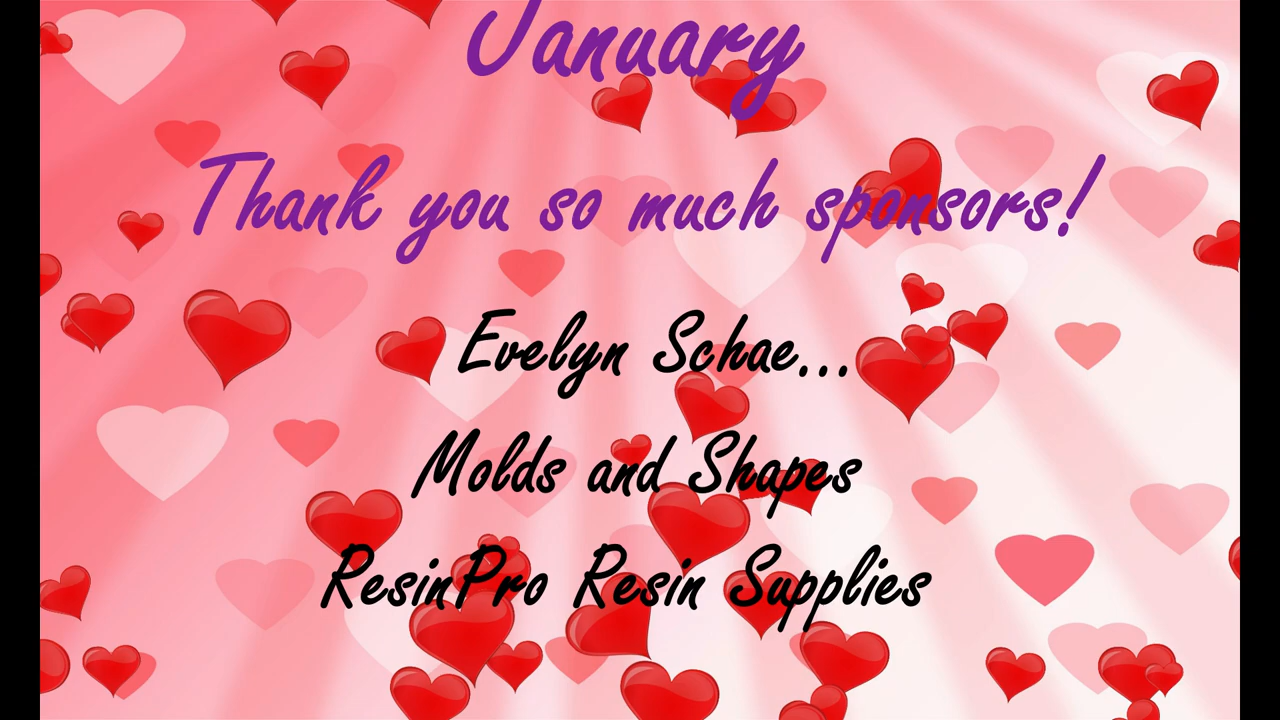 January
Thank you so much sponsors!
Evelyn Schae...
Molds and Shapes
ResinPro Resin Supplies